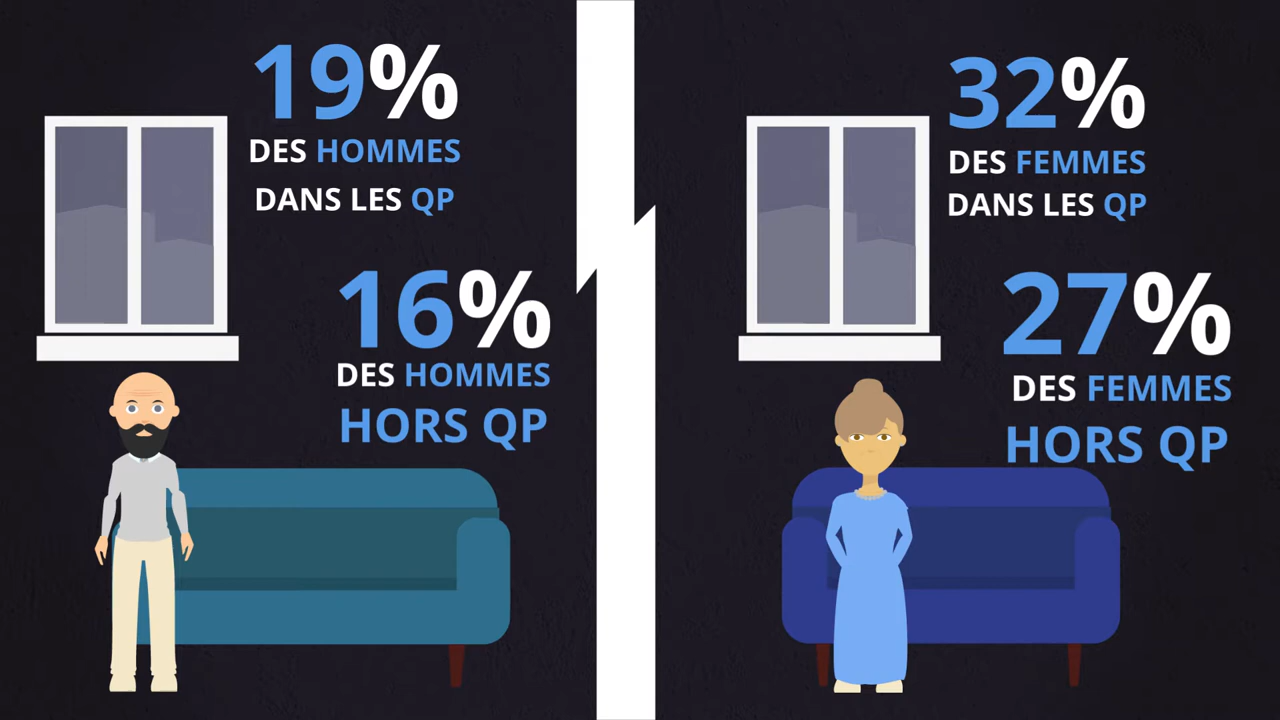 19%
DES HOMMES
DANS LES QP
16%
DES HOMMES
HORS QP
32%
DES FEMMES
DANS LES QP
27%
DES FEMMES
HORS QP